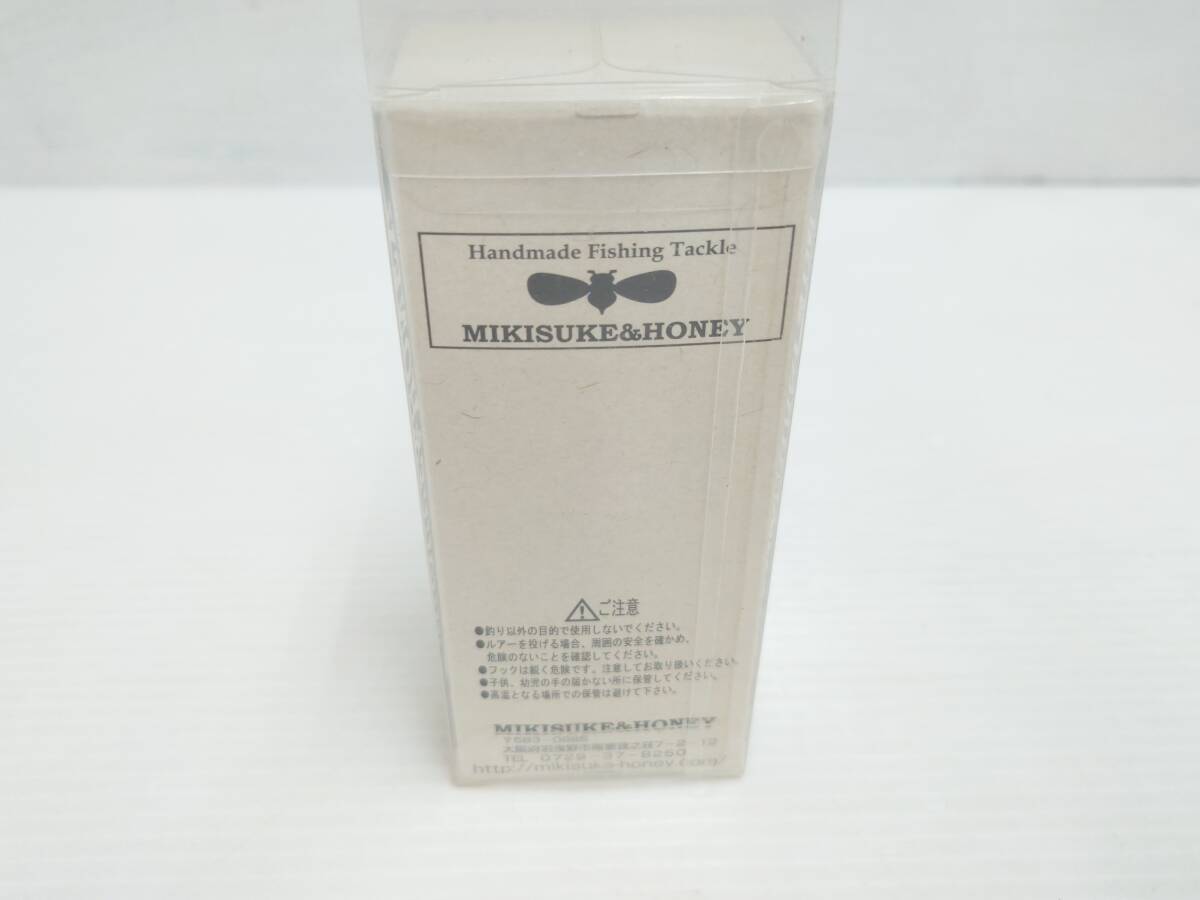 Handmade Fishing Tackle
MIKISUKE&HONEY
ご注意
●釣り以外の目的で使用しないでください。
●ルアーを投げる場合、周囲の安全を確かめ、
危険のないことを確認してください。
●フックは鋭く危険です。注意してお取り扱いください。
●子供、幼児の手の届かない所に保管してください。
●高温となる場所での保管は避けて下さい。
MIKISUKE&HONEY
TEL 0729-37-8250